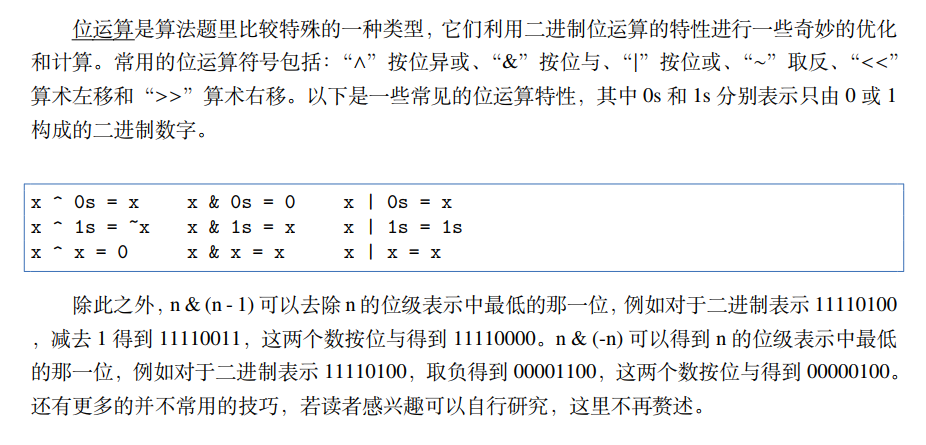 位运算是算法题里比较特殊的一种类型，它们利用二进制位运算的特性进行一些奇妙的优化
和计算。常用的位运算符号包括：“∧”按位异或、“&”按位与、“|”按位或、“~”取反、“<<”
算术左移和“>>”算术右移。以下是一些常见的位运算特性，其中 0s 和 1s 分别表示只由 0 或 1
构成的二进制数字。
x ^ 0s = x x & 0s = 0 x | 0s = x
x ^ 1s = ~x x & 1s = x x | 1s = 1s
x ^ x = 0 x & x = x x | x = x
除此之外，n & (n - 1) 可以去除 n 的位级表示中最低的那一位，例如对于二进制表示 11110100
，减去 1 得到 11110011，这两个数按位与得到 11110000。n & (-n) 可以得到 n 的位级表示中最低
的那一位，例如对于二进制表示 11110100，取负得到 00001100，这两个数按位与得到 00000100。
还有更多的并不常用的技巧，若读者感兴趣可以自行研究，这里不再赘述。